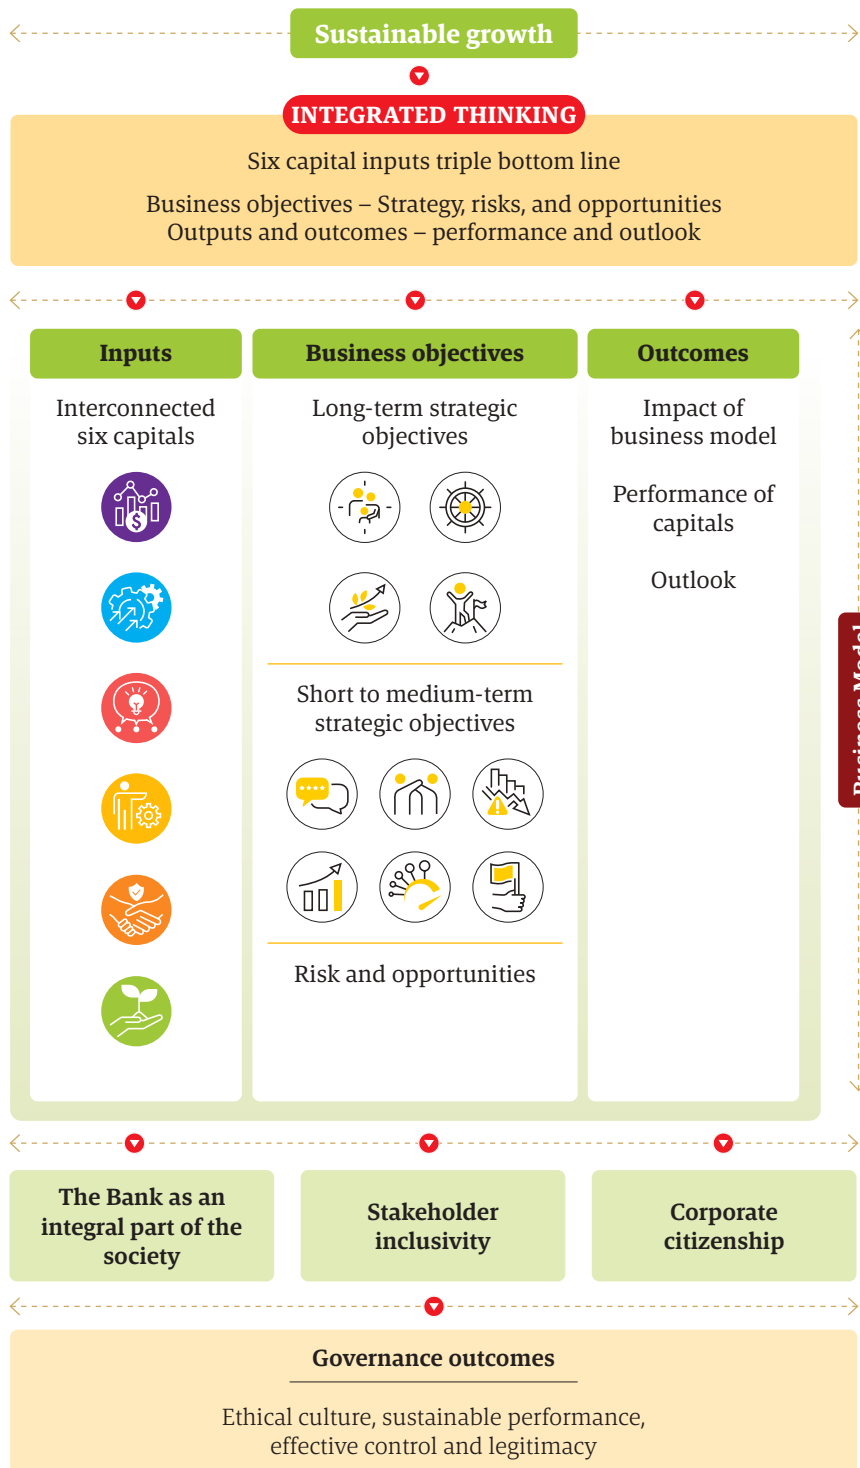 Sustainable growth
INTEGRATED THINKING
Six capital inputs triple bottom line
Business objectives – Strategy, risks, and opportunities
Outputs and outcomes – performance and outlook
Inputs
Interconnected
six capitals
$
Business objectives
Long-term strategic
objectives
Short to medium-term
strategic objectives
Risk and opportunities
Outcomes
Impact of
business model
Performance of
capitals
Outlook
Business Model
The Bank as an
integral part of the
society
Stakeholder
inclusivity
Corporate
citizenship
Governance outcomes
Ethical culture, sustainable performance,
effective control and legitimacy